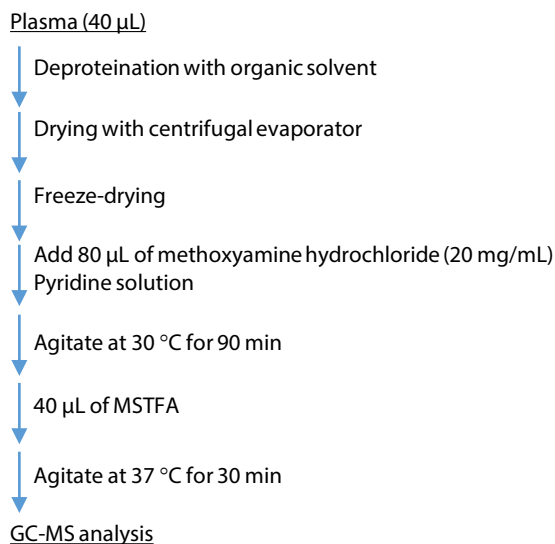 Plasma (40 µL)
Deproteination with organic solvent
Drying with centrifugal evaporator
Freeze-drying
Add 80 µL of methoxyamine hydrochloride (20 mg/mL)
Pyridine solution
Agitate at 30 °C for 90 min
40 µL of MSTFA
Agitate at 37 °C for 30 min
GC-MS analysis